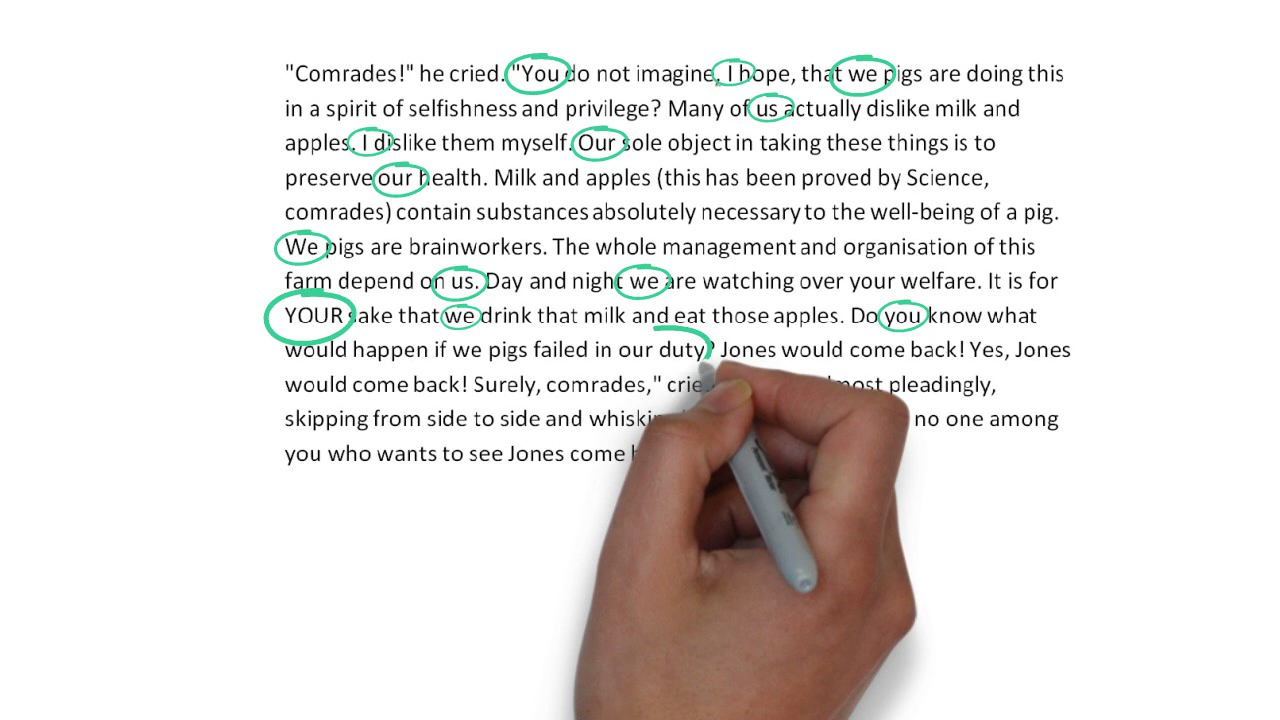 "Comrades!" he cried. "You do not imagine, I hope, that we pigs are doing this
in a spirit of selfishness and privilege? Many of us actually dislike milk and
apples. I dislike them myself. Our sole object in taking these things is to
preserve our health. Milk and apples (this has been proved by Science,
comrades) contain substances absolutely necessary to the well-being of a pig.
We pigs are brainworkers. The whole management and organisation of this
farm depend on us. Day and night we are watching over your welfare. It is for
YOUR sake that we drink that milk and eat those apples. Do you know what
would happen if we pigs failed in our duty? Jones would come back! Yes, Jones
would come back! Surely, comrades," pleadingly,
skipping from side to side and no one among
you who wants to see Jones come